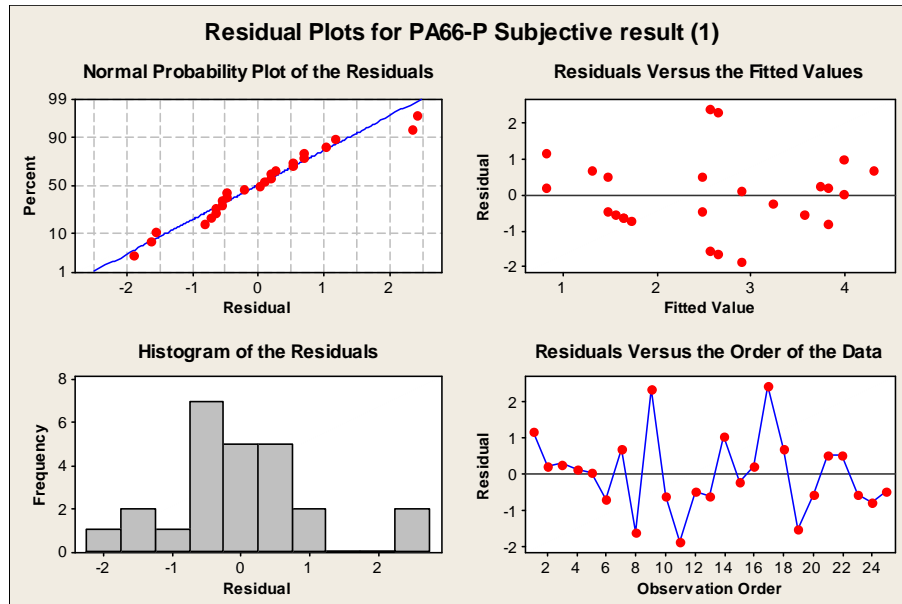 Residual Plots for PA66-P Subjective result (1)
Normal Probability Plot of the Residuals
99
90
50
10
1
Percent
-2 -1 0 1 2
Residual
Residuals Versus the Fitted Values
2
1
0
-1
-2
Residual
1 2 3 4
Fitted Value
Histogram of the Residuals
8
6
4
2
0
Frequency
-2 -1 0 1 2
Residual
Residuals Versus the Order of the Data
2
1
0
-1
-2
Residual
2 4 6 8 10 12 14 16 18 20 22 24
Observation Order